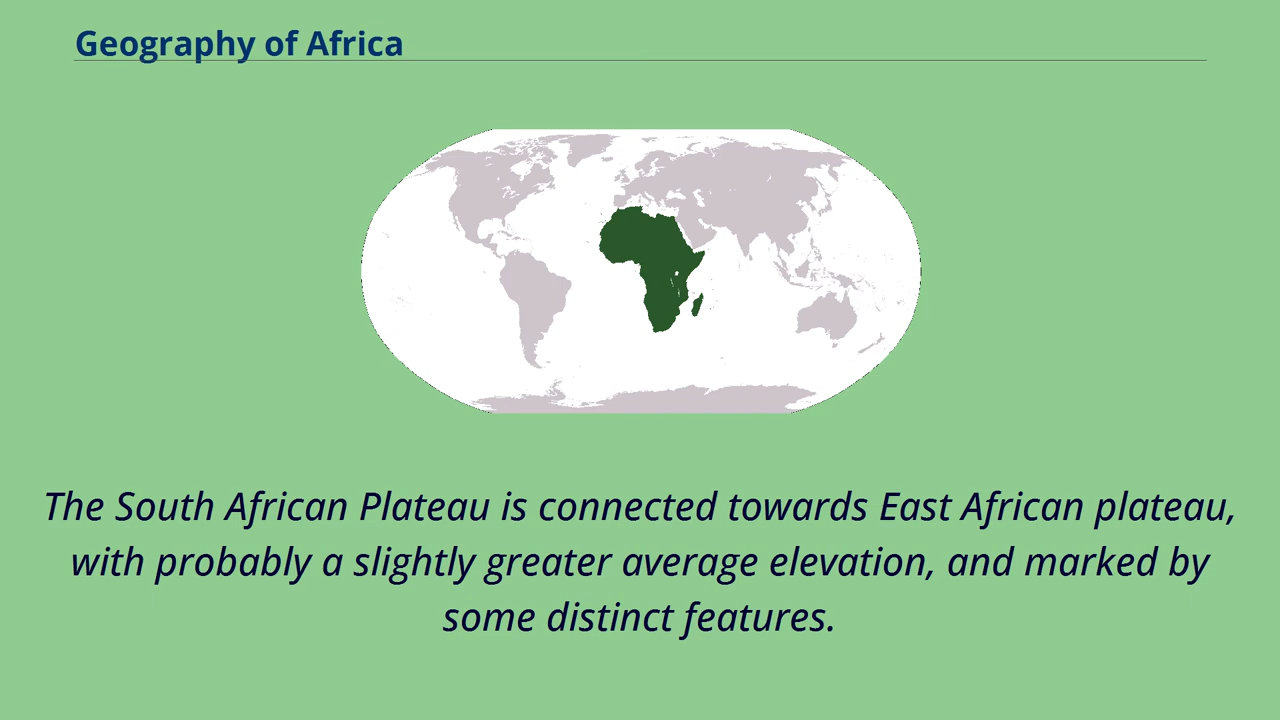 Geography of Africa
The South African Plateau is connected towards East African plateau,
with probably a slightly greater average elevation, and marked by
some distinct features.